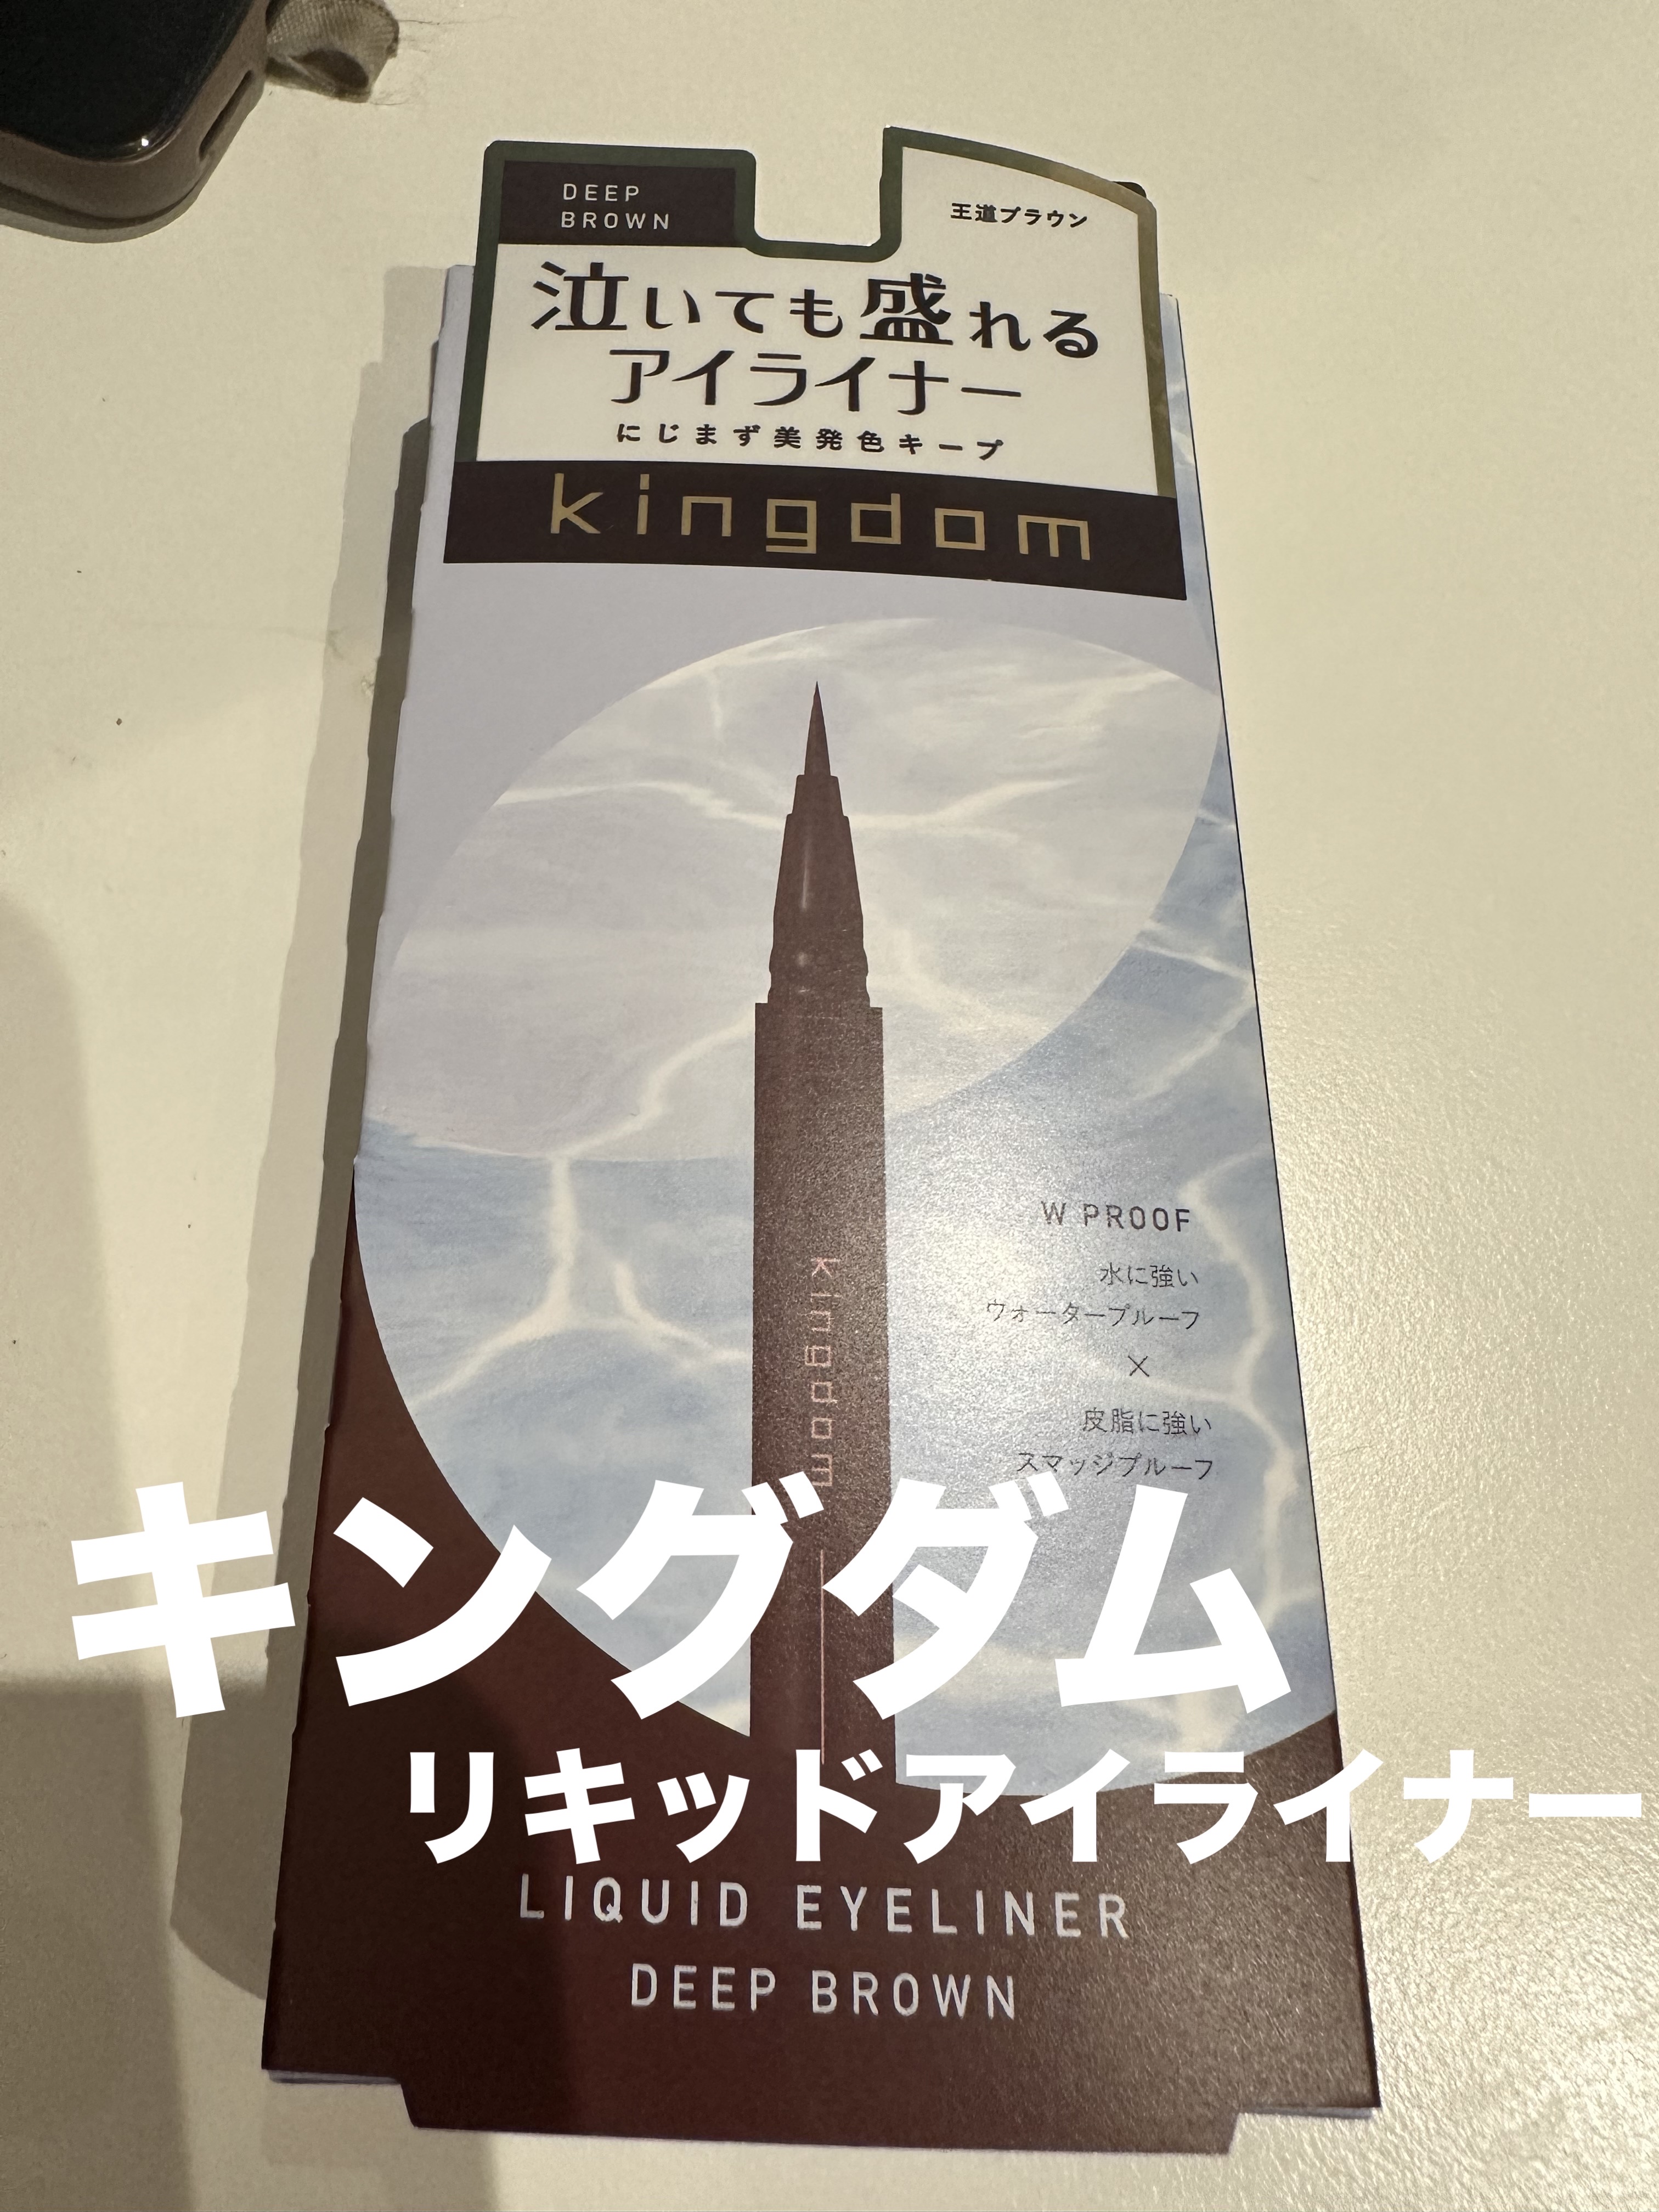 DEEP
BROWN
王道ブラウン
泣いても盛れる
アイライナー
にじまず美発色キープ
kingdom
kingdom
W PROOF
水に強い
ウォータープルーフ
×
皮脂に強い
スマッジプルーフ
キングダム
リキッドアイライナー
LIQUID EYELINER
DEEP BROWN